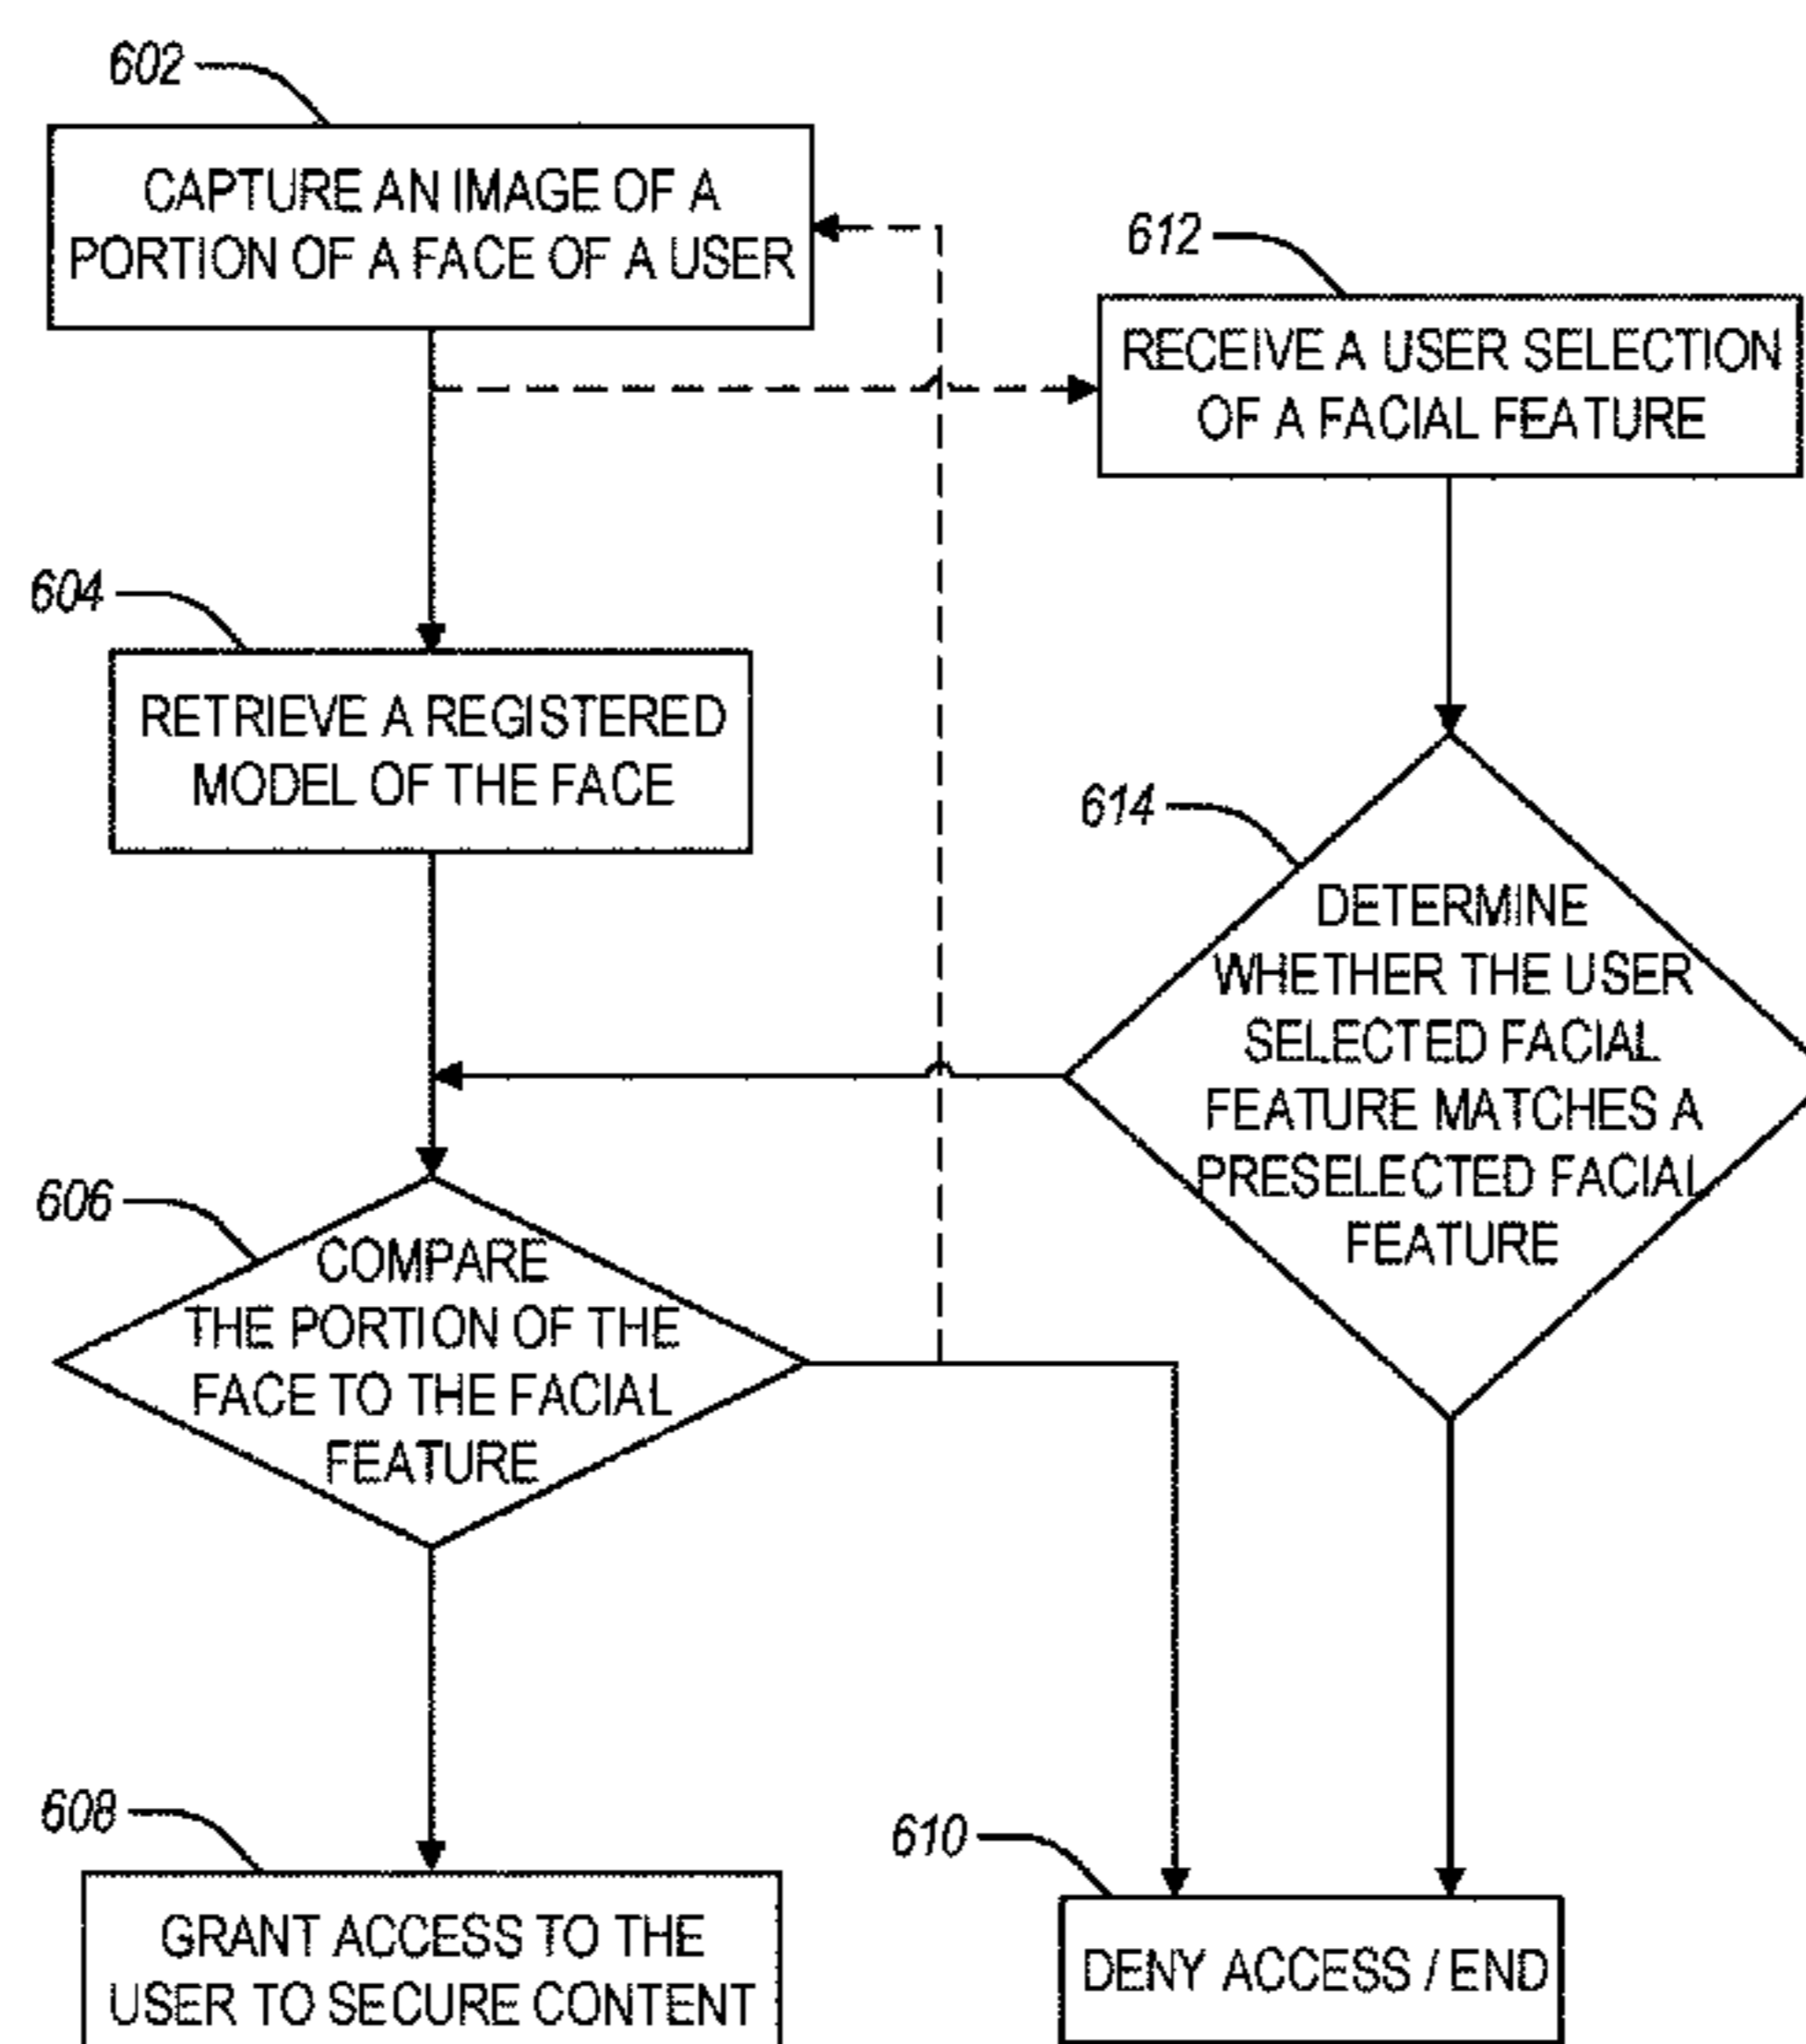 602
CAPTURE AN IMAGE OF A
PORTION OF A FACE OF A USER
612
RECEIVE A USER SELECTION
OF A FACIAL FEATURE
604
RETRIEVE A REGISTERED
MODEL OF THE FACE
614
DETERMINE
WHETHER THE USER
SELECTED FACIAL
FEATURE MATCHES A
PRESELECTED FACIAL
FEATURE
606
COMPARE
THE PORTION OF THE
FACE TO THE FACIAL
FEATURE
608
GRANT ACCESS TO THE
USER TO SECURE CONTENT
610
DENY ACCESS / END